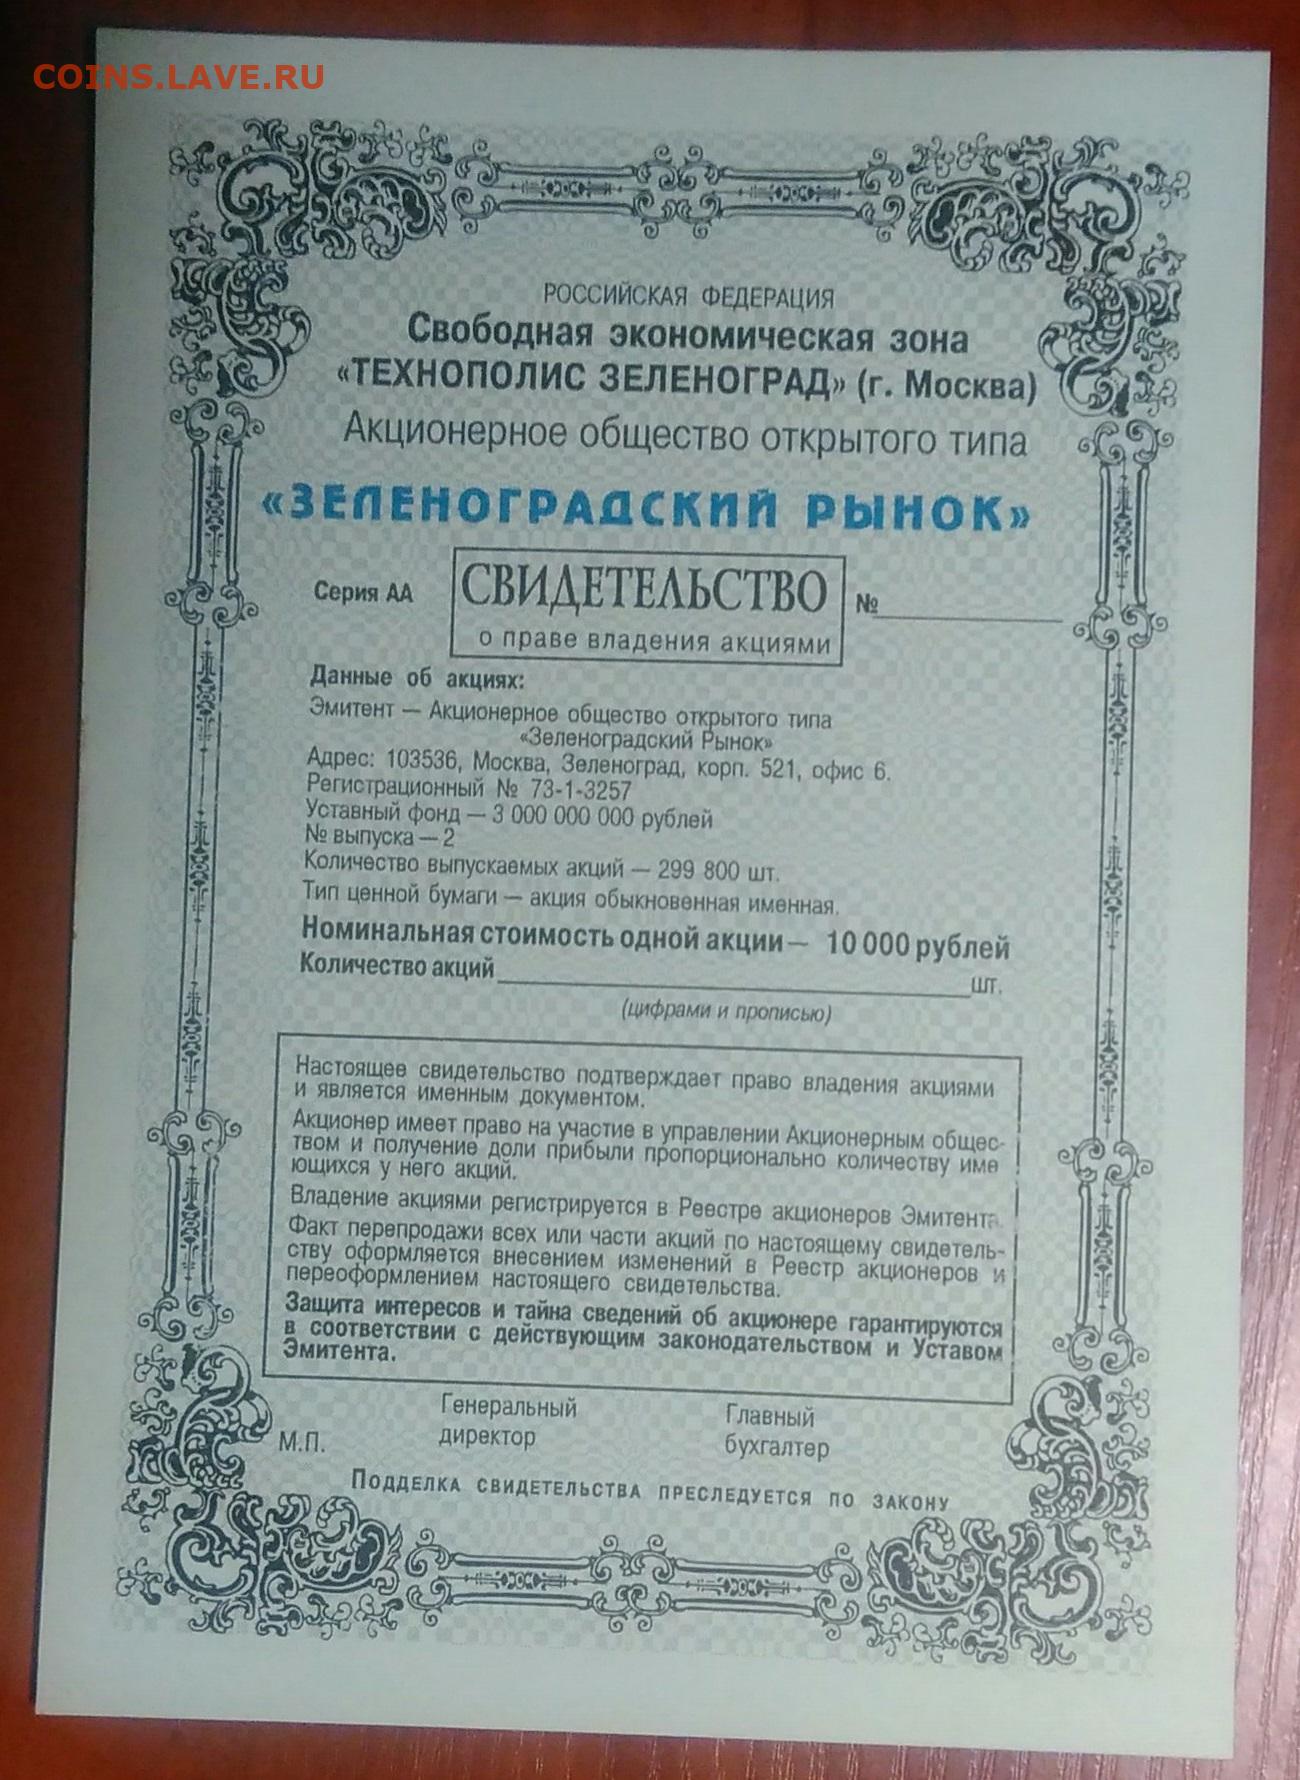 COINS.LAVE.RU
РОССИЙСКАЯ ФЕДЕРАЦИЯ
Свободная экономическая зона
«ТЕХНОПОЛИС ЗЕЛЕНОГРАД» (г. Москва)
Акционерное общество открытого типа
«ЗЕЛЕНОГРАДСКИЙ РЫНОК»
Серия АА СВИДЕТЕЛЬСТВО №
о праве владения акциями
Данные об акциях:
Эмитент — Акционерное общество открытого типа
«Зеленоградский Рынок»
Адрес: 103536, Москва, Зеленоград, корп. 521, офис 6.
Регистрационный № 73-1-3257
Уставный фонд — 3 000 000 000 рублей
№ выпуска — 2
Количество выпускаемых акций — 299 800 шт.
Тип ценной бумаги — акция обыкновенная именная.
Номинальная стоимость одной акции — 10 000 рублей
Количество акций шт.
(цифрами и прописью)
Настоящее свидетельство подтверждает право владения акциями
и является именным документом.
Акционер имеет право на участие в управлении Акционерным общес-
твом и получение доли прибыли пропорционально количеству име
ющихся у него акций.
Владение акциями регистрируется в Реестре акционеров Эмитента.
Факт перепродажи всех или части акций по настоящему свидетель-
ству оформляется внесением изменений в Реестр акционеров и
переоформлением настоящего свидетельства.
Защита интересов и тайна сведений об акционере гарантируются
в соответствии с действующим законодательством и Уставом
Эмитента.
Генеральный Главный
М.П. директор бухгалтер
Подделка свидетельства преследуется по закону